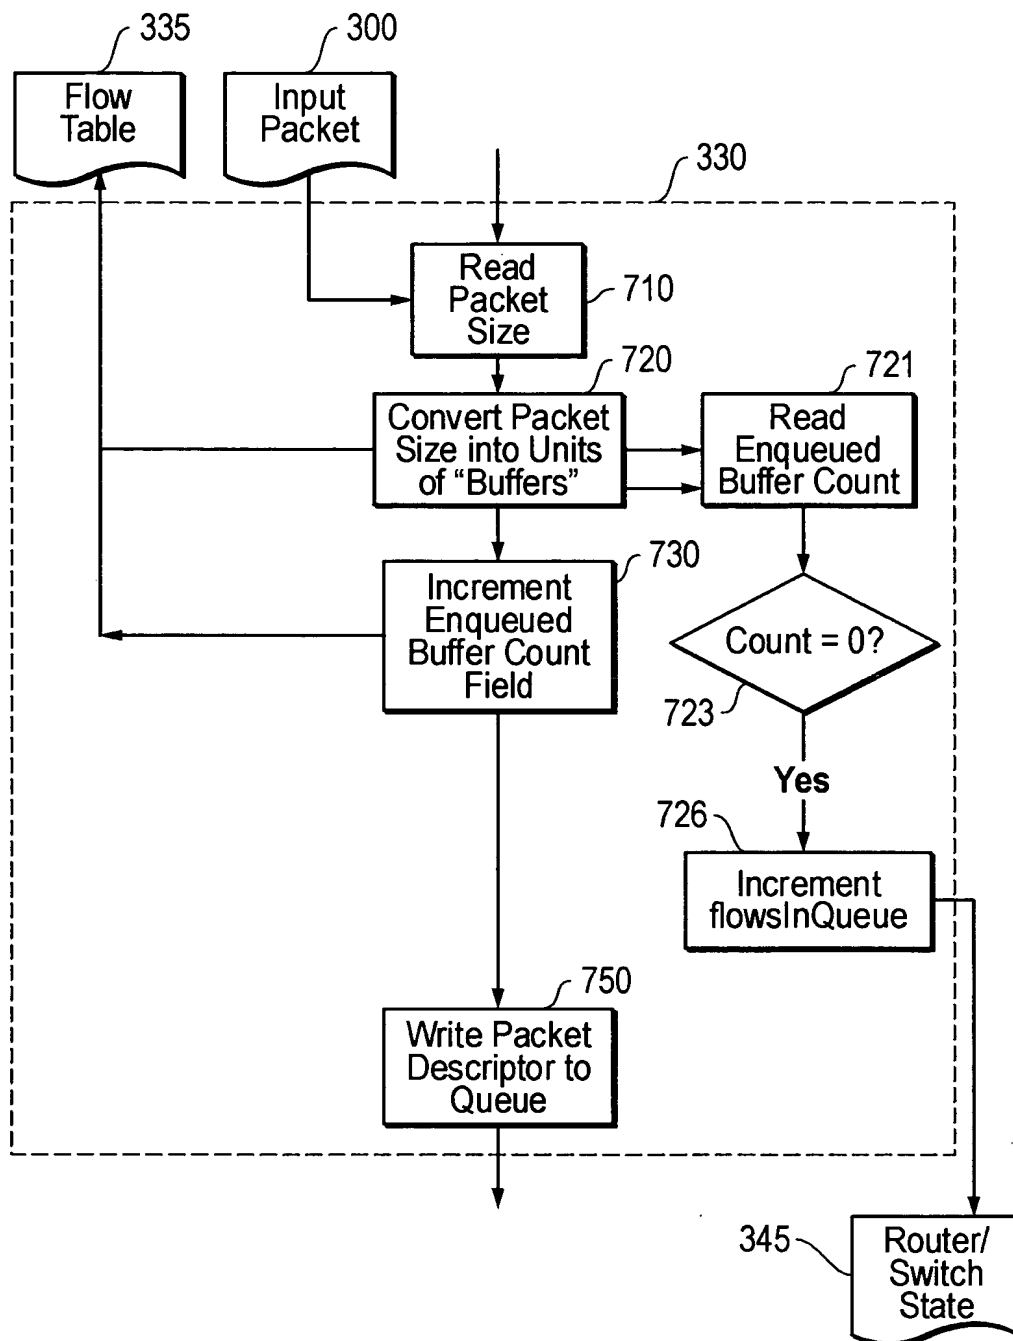 335
300
Flow
Table
Input
Packet
330
Read
Packet
Size
710
720
721
Convert Packet
Size into Units
of “Buffers”
Read
Enqueued
Buffer Count
730
Increment
Enqueued
Buffer Count
Field
Count = 0?
723
Yes
726
Increment
flowsInQueue
750
Write Packet
Descriptor to
Queue
345
Router/
Switch
State